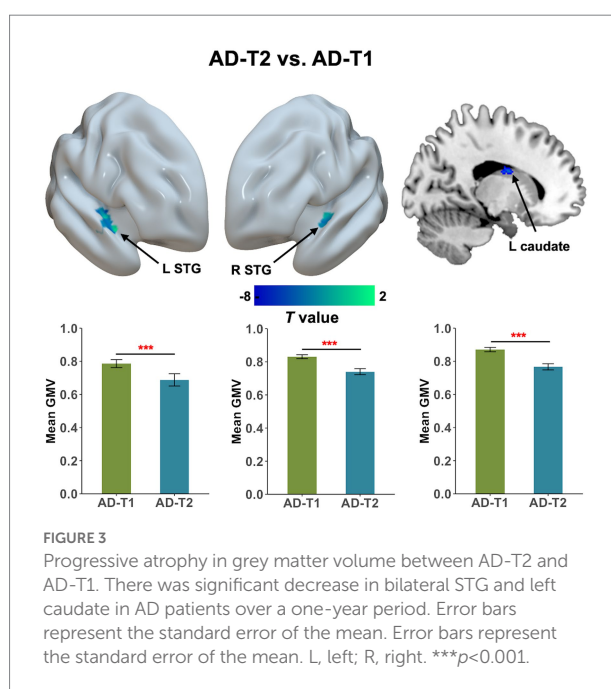 AD-T2 vs. AD-T1
L STG
R STG
L caudate
-8
2
T value
Mean GMV
1.0
0.8
0.6
0.4
0.2
0.0
***
AD-T1 AD-T2
Mean GMV
1.0
0.8
0.6
0.4
0.2
0.0
***
AD-T1 AD-T2
Mean GMV
1.0
0.8
0.6
0.4
0.2
0.0
***
AD-T1 AD-T2
FIGURE 3
Progressive atrophy in grey matter volume between AD-T2 and
AD-T1. There was significant decrease in bilateral STG and left
caudate in AD patients over a one-year period. Error bars
represent the standard error of the mean. Error bars represent
the standard error of the mean. L, left; R, right. ***p<0.001.